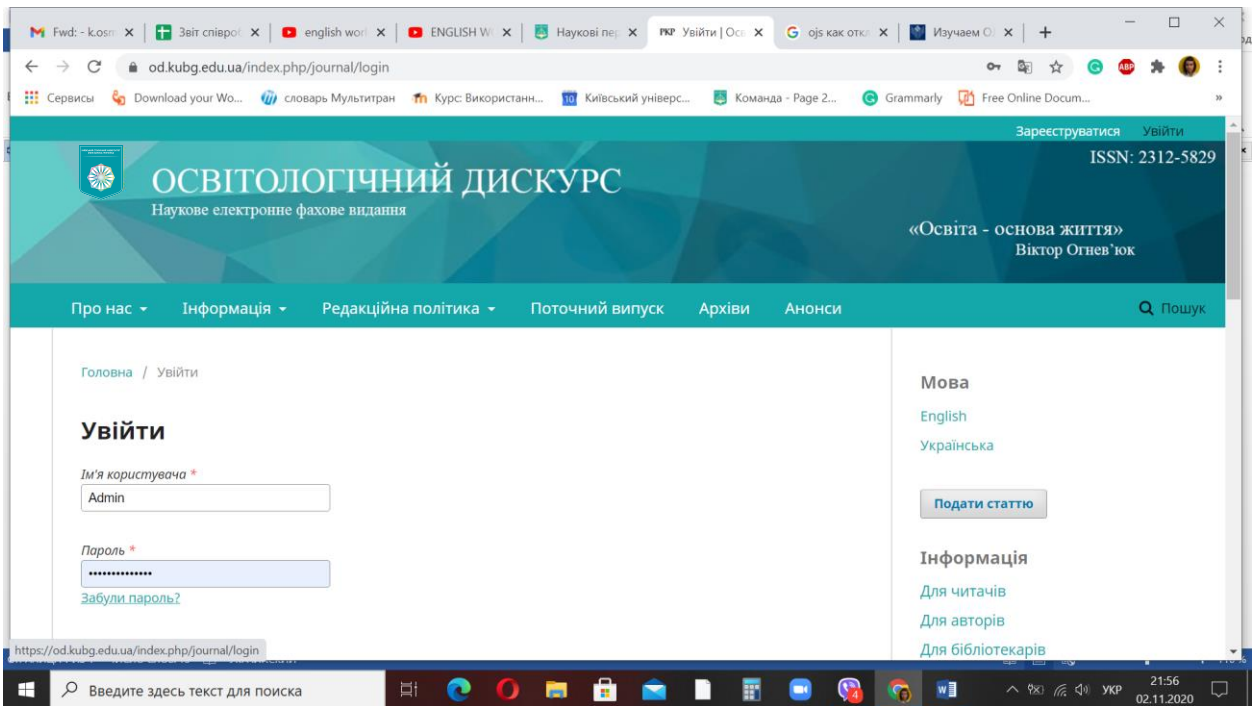 Fwd: - k.osm
Звіт співроб
english worl
ENGLISH W
Наукові пер
PKP Увійти | Осв
ojs как откл
Изучаем O
od.kubg.edu.ua/index.php/journal/login
Сервисы
Download your Wo...
словарь Мультитран
Курс: Використанн...
Київський універс...
Команда - Page 2...
Grammarly
Free Online Docum...
»
Зареєструватися Увійти
ISSN: 2312-5829
ОСВІТОЛОГІЧНИЙ ДИСКУРС
Наукове електронне фахове видання
«Освіта - основа життя»
Віктор Огнев’юк
Про нас Інформація Редакційна політика Поточний випуск Архіви Анонси Пошук
Головна / Увійти
Увійти
Ім'я користувача *
Admin
Пароль *
••••••••••••••
Забули пароль?
Мова
English
Українська
Подати статтю
Інформація
Для читачів
Для авторів
Для бібліотекарів
https://od.kubg.edu.ua/index.php/journal/login
Введите здесь текст для поиска
УКР
21:56
02.11.2020